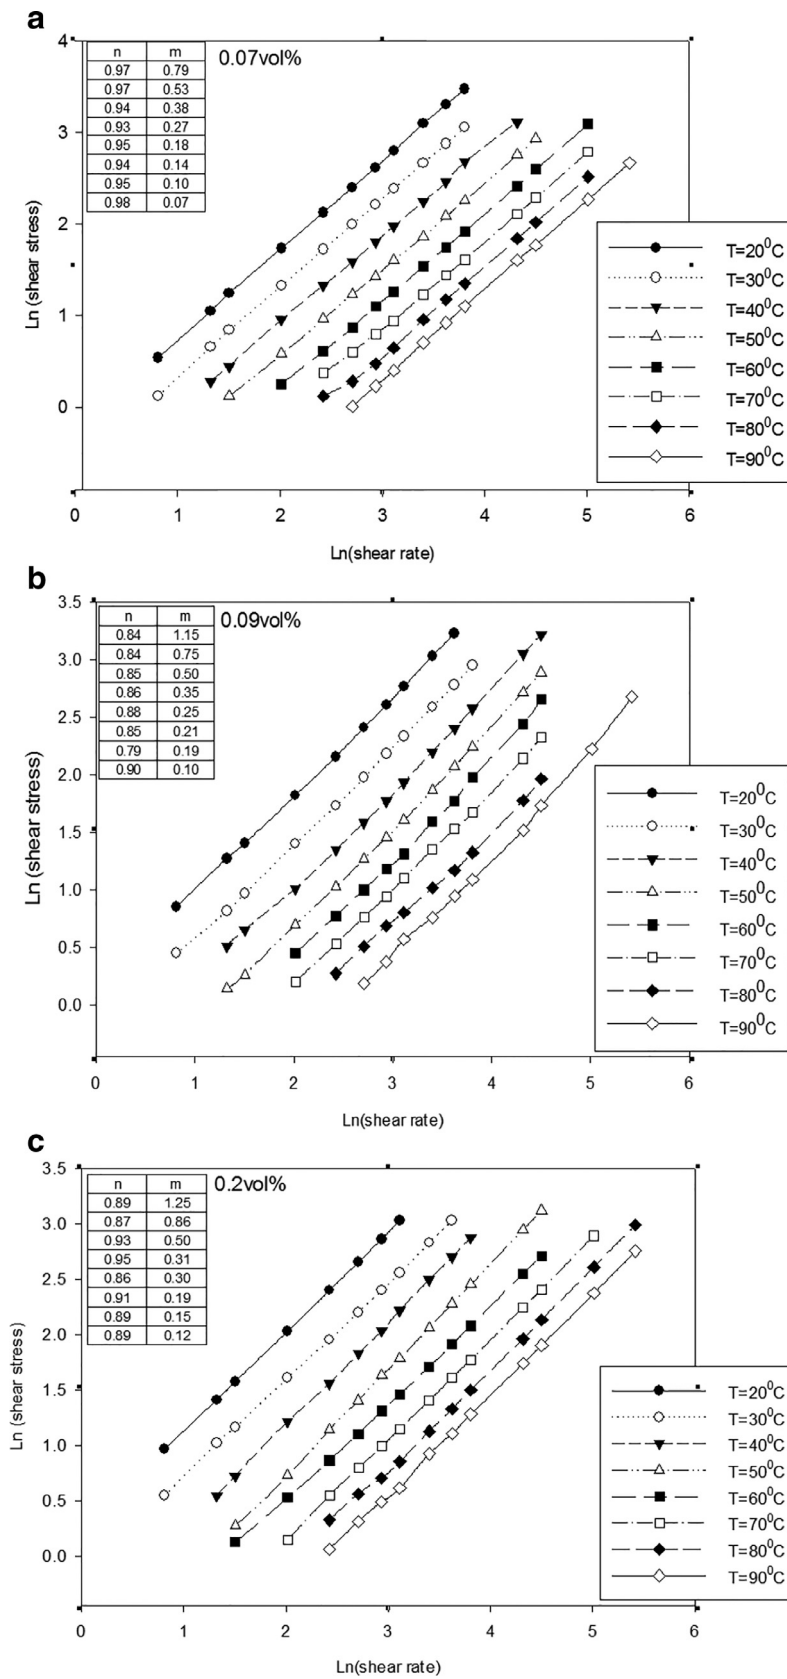 a
0.07vol%
n m
0.97 0.79
0.97 0.53
0.94 0.38
0.93 0.27
0.95 0.18
0.94 0.14
0.95 0.10
0.98 0.07
4
3
2
1
0
Ln (shear stress)
0 1 2 3 4 5 6
Ln(shear rate)
T=20⁰C
T=30⁰C
T=40⁰C
T=50⁰C
T=60⁰C
T=70⁰C
T=80⁰C
T=90⁰C
b
0.09vol%
n m
0.84 1.15
0.84 0.75
0.85 0.50
0.86 0.35
0.88 0.25
0.85 0.21
0.79 0.19
0.90 0.10
3.5
3.0
2.5
2.0
1.5
1.0
0.5
0.0
Ln (shear stress)
0 1 2 3 4 5 6
Ln(shear rate)
T=20⁰C
T=30⁰C
T=40⁰C
T=50⁰C
T=60⁰C
T=70⁰C
T=80⁰C
T=90⁰C
c
0.2vol%
n m
0.89 1.25
0.87 0.86
0.93 0.50
0.95 0.31
0.86 0.30
0.91 0.19
0.89 0.15
0.89 0.12
3.5
3.0
2.5
2.0
1.5
1.0
0.5
0.0
Ln (shear stress)
0 1 2 3 4 5 6
Ln(shear rate)
T=20⁰C
T=30⁰C
T=40⁰C
T=50⁰C
T=60⁰C
T=70⁰C
T=80⁰C
T=90⁰C